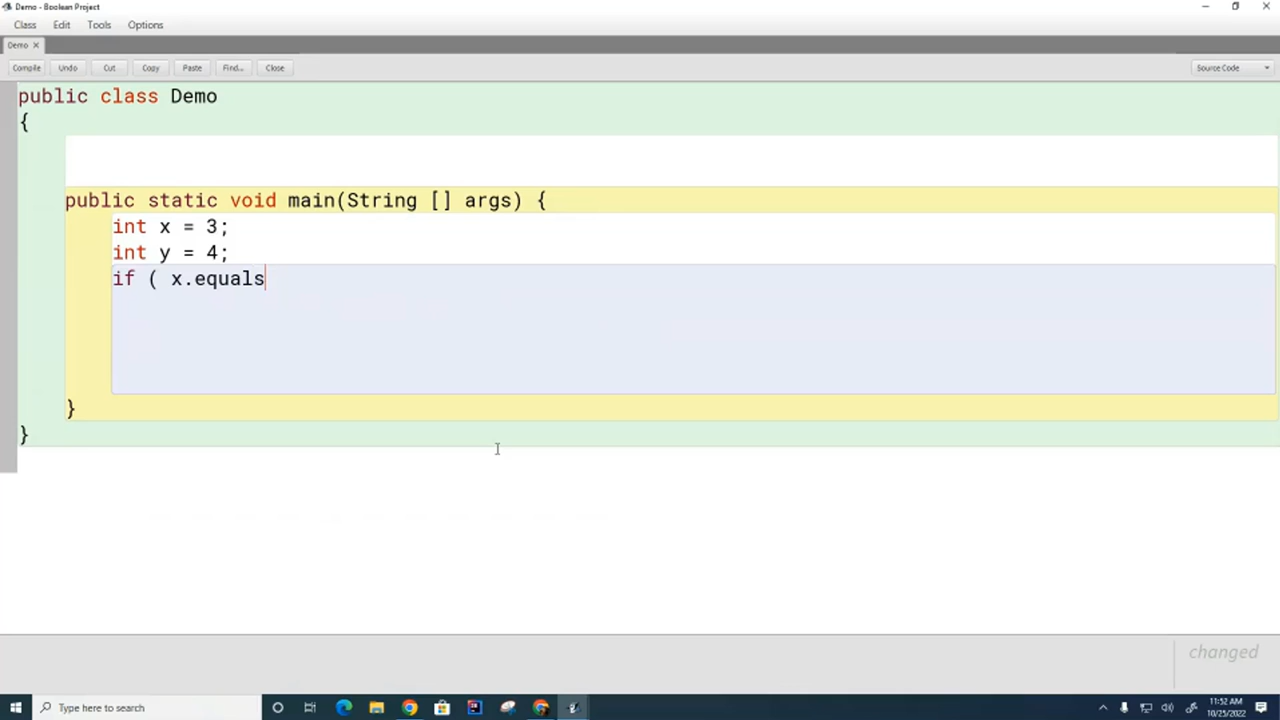 Demo - Boolean Project
Class Edit Tools Options
Demo
Compile Undo Cut Copy Paste Find... Close Source Code
public class Demo
{
public static void main(String [] args) {
int x = 3;
int y = 4;
if ( x.equals
}
}
changed
Type here to search
11:52 AM
10/25/2022